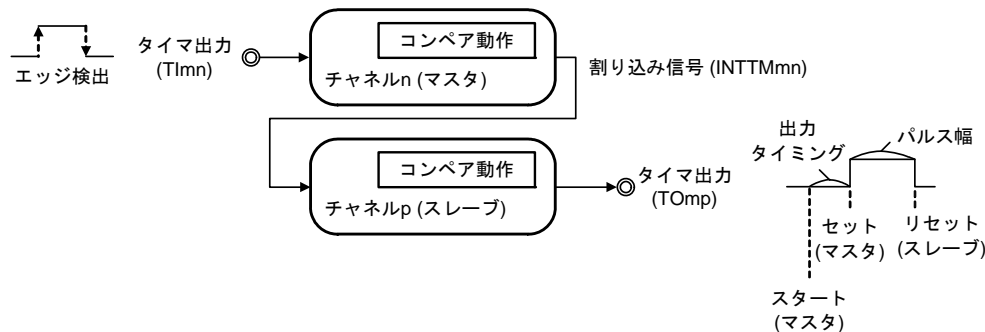 コンペア動作
タイマ出力
(TImn)
チャネルn (マスタ)
エッジ検出
割り込み信号 (INTTMmn)
コンペア動作
チャネルp (スレーブ)
タイマ出力
(TOmp)
出力
タイミング
パルス幅
セット
(マスタ)
リセット
(スレーブ)
スタート
(マスタ)